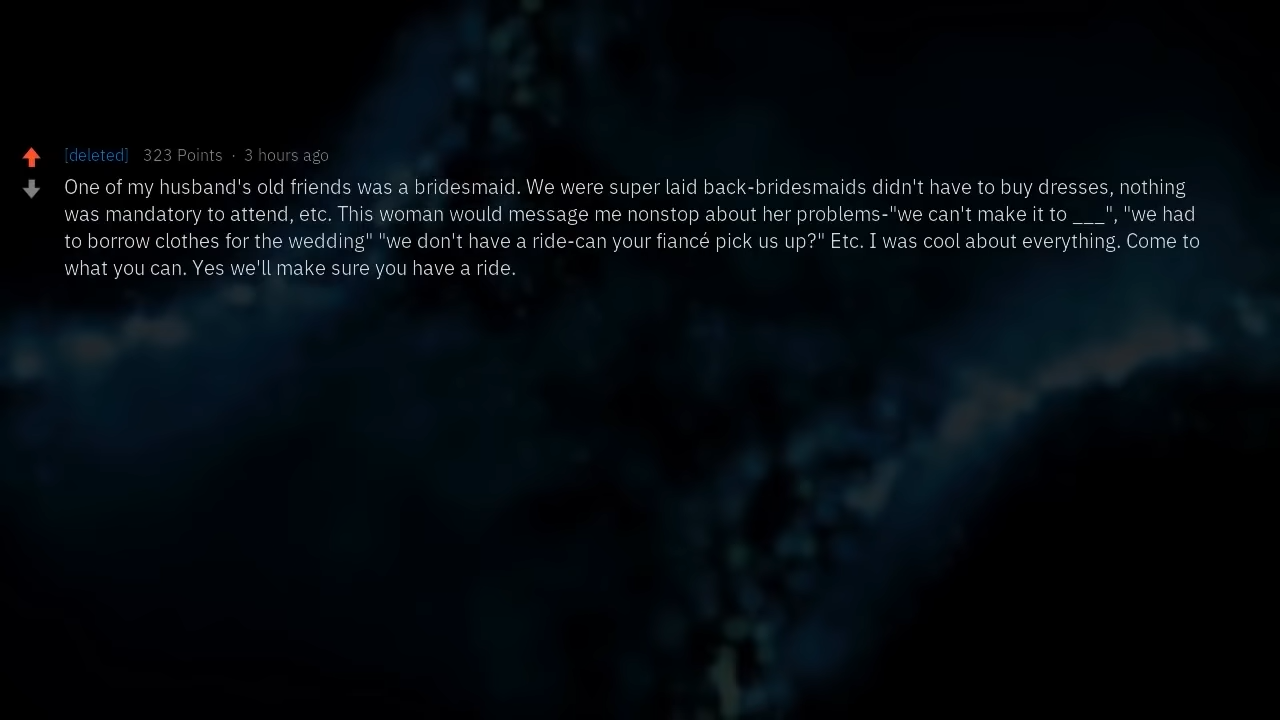 [deleted] 323 Points · 3 hours ago
One of my husband's old friends was a bridesmaid. We were super laid back-bridesmaids didn't have to buy dresses, nothing
was mandatory to attend, etc. This woman would message me nonstop about her problems-"we can't make it to ___", "we had
to borrow clothes for the wedding" "we don't have a ride-can your fiancé pick us up?" Etc. I was cool about everything. Come to
what you can. Yes we'll make sure you have a ride.